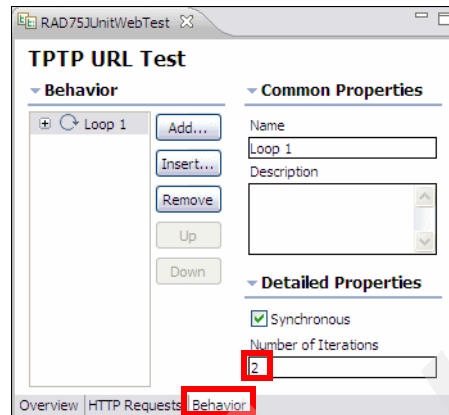 RAD75JUnitWebTest
TPTP URL Test
Behavior
Loop 1
Add...
Insert...
Remove
Up
Down
Common Properties
Name
Loop 1
Description
Detailed Properties
Synchronous
Number of Iterations
2
Overview HTTP Requests Behavior